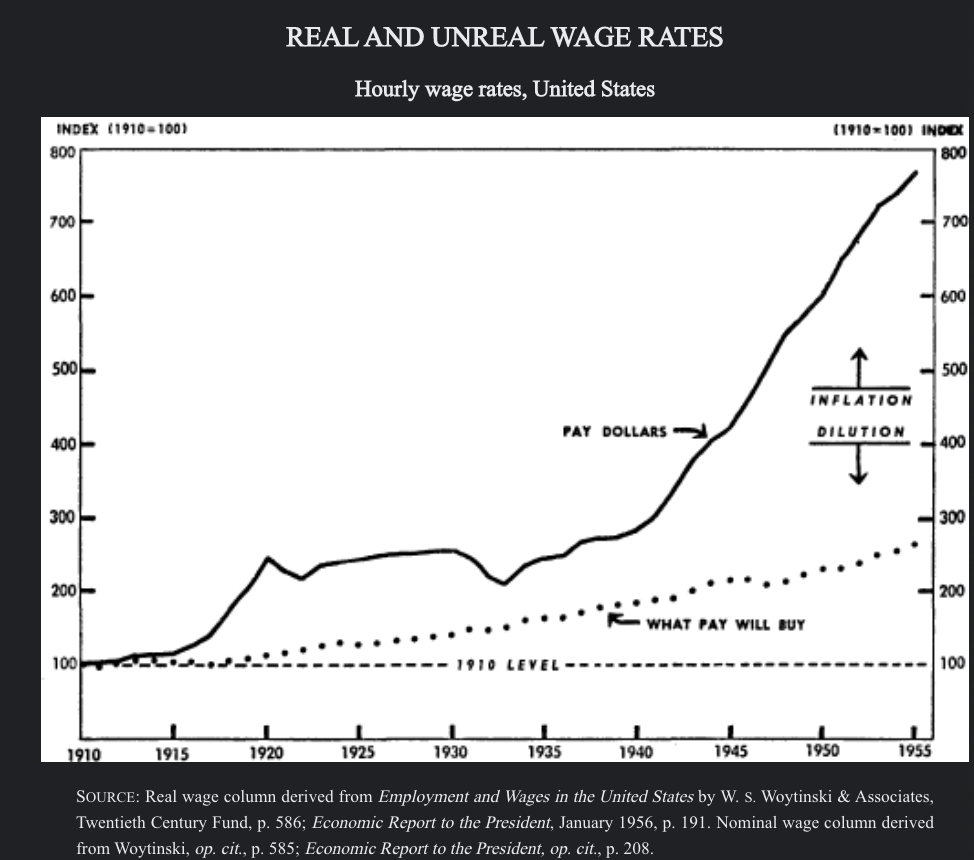 REAL AND UNREAL WAGE RATES
Hourly wage rates, United States
INDEX (1910=100)
(1910=100) INDEX
800
800
700
700
600
600
500
500
INFLATION
PAY DOLLARS
DILUTION
400
400
300
300
200
200
WHAT PAY WILL BUY
100
1910 LEVEL
100
1910
1915
1920
1925
1930
1935
1940
1945
1950
1955
SOURCE: Real wage column derived from Employment and Wages in the United States by W. S. Woytinski & Associates,
Twentieth Century Fund, p. 586; Economic Report to the President, January 1956, p. 191. Nominal wage column derived
from Woytinski, op. cit., p. 585; Economic Report to the President, op. cit., p. 208.